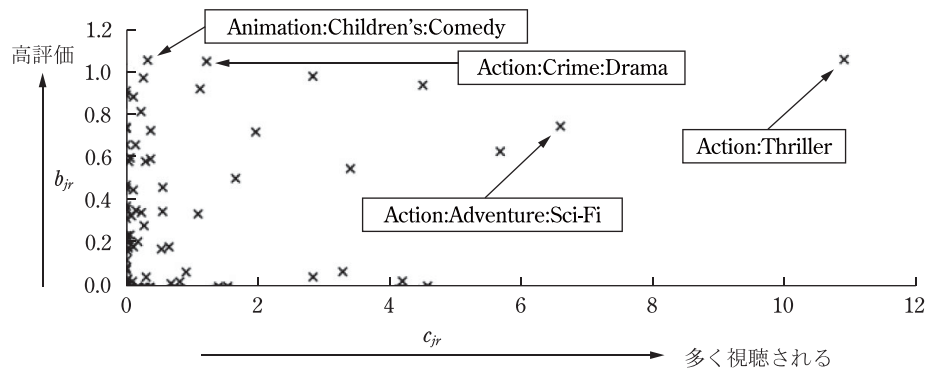 Animation:Children's:Comedy
Action:Crime:Drama
Action:Thriller
Action:Adventure:Sci-Fi
高評価
b_jr
1.2
1.0
0.8
0.6
0.4
0.2
0.0
0 2 4 6 8 10 12
c_jr
多く視聴される